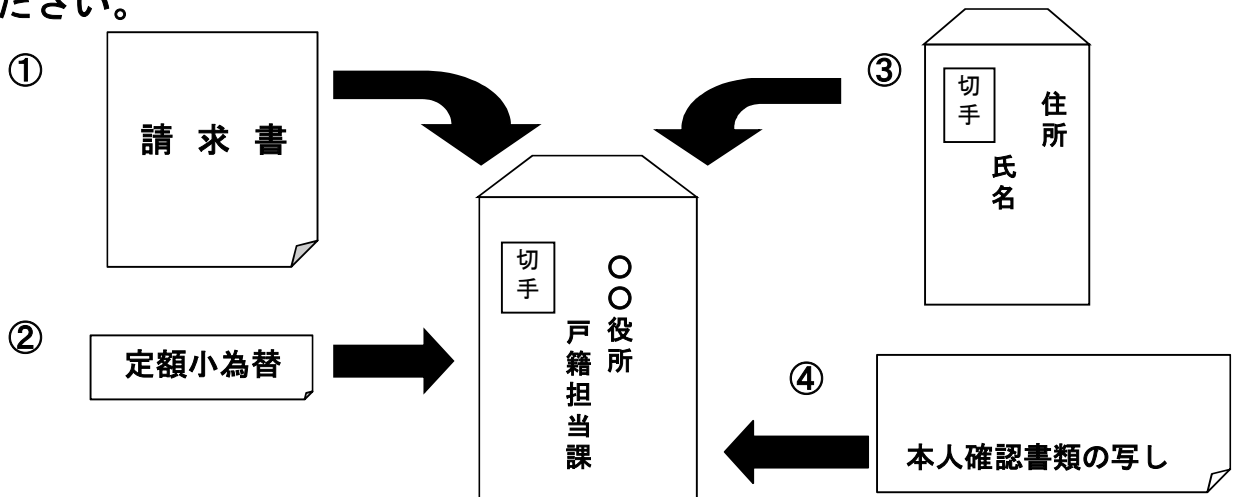 ださい。
①
請求書
②
定額小為替
切手
○○役所
戸籍担当課
③
切手
住所
氏名
④
本人確認書類の写し